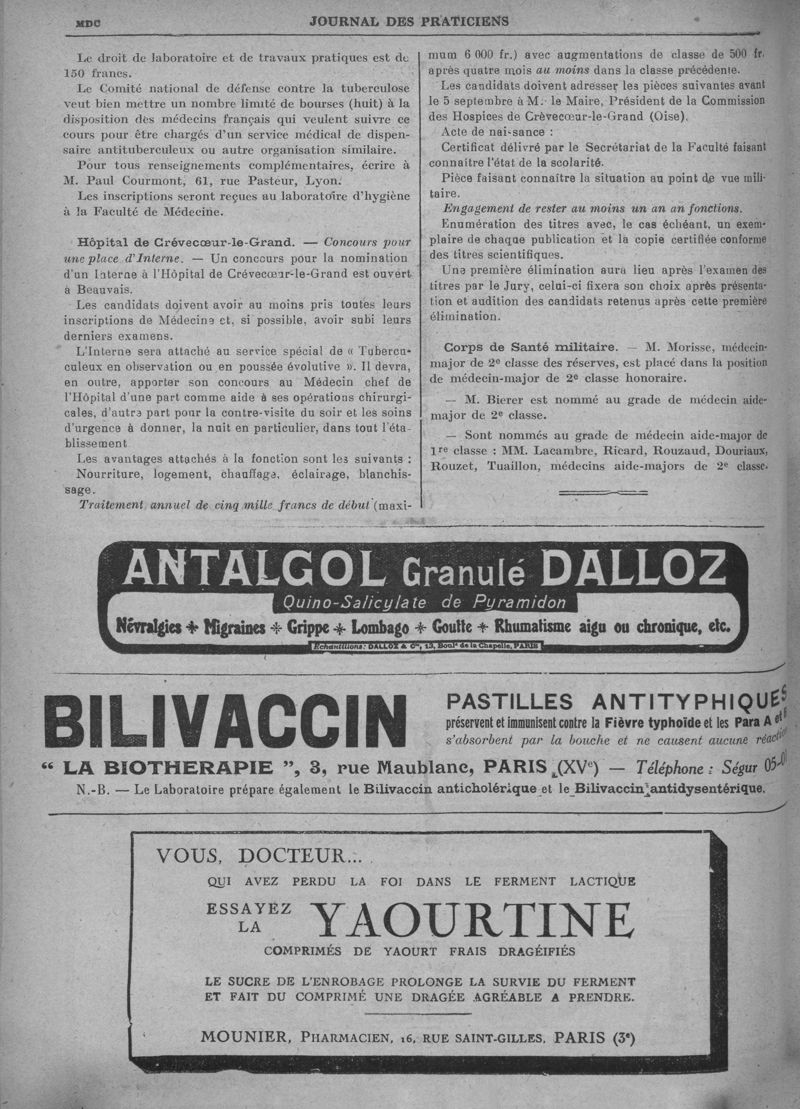 MDC
JOURNAL DES PRATICIENS
Le droit de laboratoire et de travaux pratiques est de
150 francs.
Le Comité national de défense contre la tuberculose
veut bien mettre un nombre limité de bourses (huit) à la
disposition des médecins français qui veulent suivre ce
cours pour être chargés d'un service médical de dispen-
saire antituberculeux ou autre organisation similaire.
Pour tous renseignements complémentaires, écrire à
M. Paul Courmont, 61, rue Pasteur, Lyon.
Les inscriptions seront reçues au laboratoire d'hygiène
à la Faculté de Médecine.
Hôpital de Crévecœur-le-Grand. — Concours pour
une place d'Interne. — Un concours pour la nomination
d'un Interne à l'Hôpital de Crévecœur-le-Grand est ouvert
à Beauvais.
Les candidats doivent avoir au moins pris toutes leurs
inscriptions de Médecine et, si possible, avoir subi leurs
derniers examens.
L'Interne sera attaché au service spécial de « Tubercu-
culeux en observation ou en poussée évolutive ». Il devra,
en outre, apporter son concours au Médecin chef de
l'Hôpital d'une part comme aide à ses opérations chirurgi-
cales, d'autre part pour la contre-visite du soir et les soins
d'urgence à donner, la nuit en particulier, dans tout l'éta-
blissement
Les avantages attachés à la fonction sont les suivants :
Nourriture, logement, chauffage, éclairage, blanchis-
sage.
Traitement annuel de cinq mille francs de début (maxi-
mum 6 000 fr.) avec augmentations de classe de 500 fr.
après quatre mois au moins dans la classe précédente.
Les candidats doivent adresser les pièces suivantes avant
le 5 septembre à M. le Maire, Président de la Commission
des Hospices de Crèvecœur-le-Grand (Oise).
Acte de nai-sance :
Certificat délivré par le Secrétariat de la Faculté faisant
connaître l'état de la scolarité.
Pièce faisant connaître la situation au point de vue mili-
taire.
Engagement de rester au moins un an an fonctions.
Enumération des titres avec, le cas échéant, un exem-
plaire de chaque publication et la copie certifiée conforme
des titres scientifiques.
Une première élimination aura lieu après l'examen des
titres par le Jury, celui-ci fixera son choix après présenta-
tion et audition des candidats retenus après cette première
élimination.
Corps de Santé militaire. — M. Morisse, médecin-
major de 2e classe des réserves, est placé dans la position
de médecin-major de 2e classe honoraire.
— M. Bierer est nommé au grade de médecin aide-
major de 2e classe.
— Sont nommés au grade de médecin aide-major de
1re classe : MM. Lacambre, Ricard, Rouzaud, Douriaux,
Rouzet, Tuaillon, médecins aide-majors de 2e classe.
ANTALGOL Granulé DALLOZ
Quino-Salicylate de Pyramidon
Névralgies + Migraines + Grippe + Lombago + Goutte + Rhumatisme aigu ou chronique, etc.
Echantillons: DALLOZ & Cie, 13, Bould de la Chapelle, PARIS
BILIVACCIN
PASTILLES ANTITYPHIQUES
préservent et immunisent contre la Fièvre typhoïde et les Para A et
s'absorbent par la bouche et ne causent aucune réaction
“ LA BIOTHERAPIE ”, 3, rue Maublanc, PARIS (XVe) — Téléphone : Ségur 05-01
N.-B. — Le Laboratoire prépare également le Bilivaccin anticholérique et le Bilivaccin antidysentérique.
VOUS, DOCTEUR...
QUI AVEZ PERDU LA FOI DANS LE FERMENT LACTIQUE
ESSAYEZ
LA
YAOURTINE
COMPRIMÉS DE YAOURT FRAIS DRAGÉIFIÉS
LE SUCRE DE L'ENROBAGE PROLONGE LA SURVIE DU FERMENT
ET FAIT DU COMPRIMÉ UNE DRAGÉE AGRÉABLE A PRENDRE.
MOUNIER, PHARMACIEN, 16, RUE SAINT-GILLES, PARIS (3e)